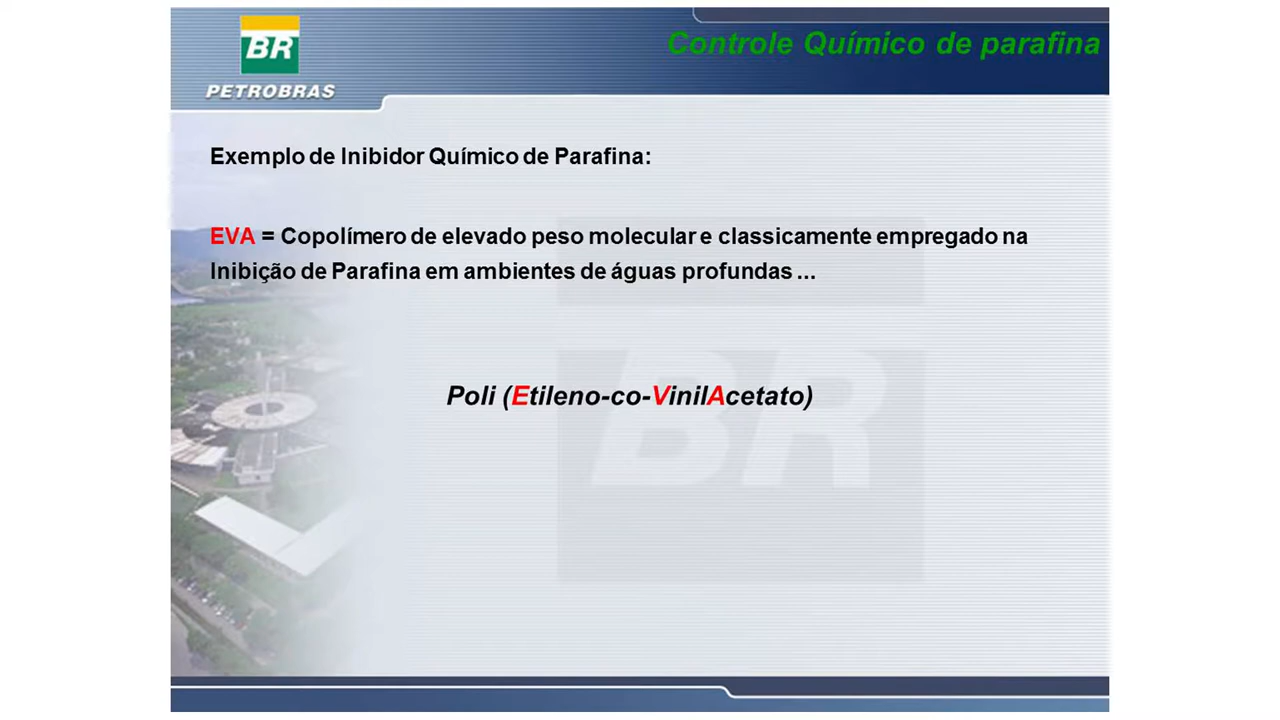 BR
PETROBRAS
Controle Químico de parafina
Exemplo de Inibidor Químico de Parafina:
EVA = Copolímero de elevado peso molecular e classicamente empregado na
Inibição de Parafina em ambientes de águas profundas ...
Poli (Etileno-co-VinilAcetato)
BR